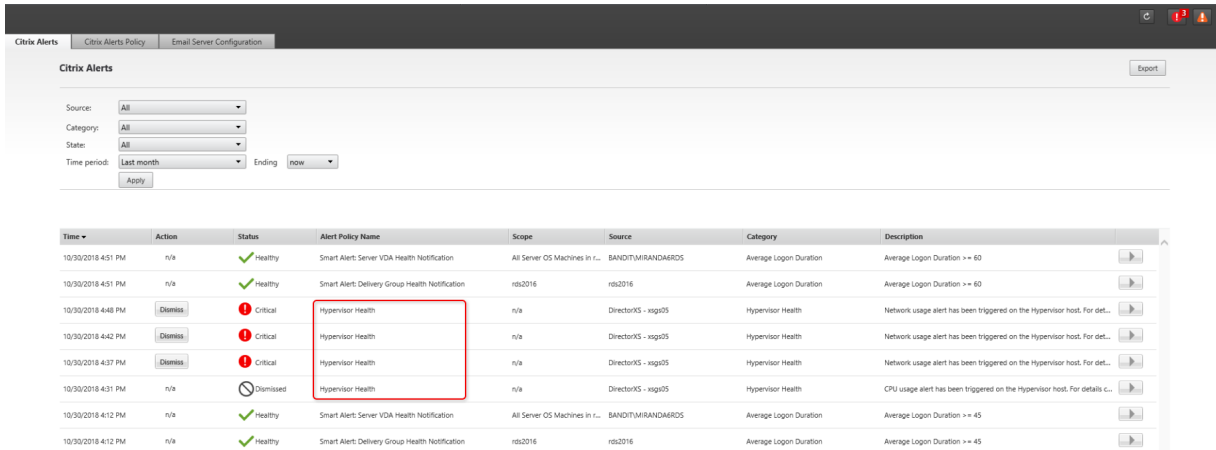 3
Citrix Alerts Citrix Alerts Policy Email Server Configuration
Citrix Alerts Export
Source: All
Category: All
State: All
Time period: Last month Ending now
Apply
Time Action Status Alert Policy Name Scope Source Category Description
10/30/2018 4:51 PM n/a Healthy Smart Alert: Server VDA Health Notification All Server OS Machines in r... BANDIT\MIRANDA6RDS Average Logon Duration Average Logon Duration >= 60
10/30/2018 4:51 PM n/a Healthy Smart Alert: Delivery Group Health Notification rds2016 rds2016 Average Logon Duration Average Logon Duration >= 60
10/30/2018 4:48 PM Dismiss Critical Hypervisor Health n/a DirectorXS - xsgs05 Hypervisor Health Network usage alert has been triggered on the Hypervisor host. For det...
10/30/2018 4:42 PM Dismiss Critical Hypervisor Health n/a DirectorXS - xsgs05 Hypervisor Health Network usage alert has been triggered on the Hypervisor host. For det...
10/30/2018 4:37 PM Dismiss Critical Hypervisor Health n/a DirectorXS - xsgs05 Hypervisor Health Network usage alert has been triggered on the Hypervisor host. For det...
10/30/2018 4:31 PM n/a Dismissed Hypervisor Health n/a DirectorXS - xsgs05 Hypervisor Health CPU usage alert has been triggered on the Hypervisor host. For details c...
10/30/2018 4:12 PM n/a Healthy Smart Alert: Server VDA Health Notification All Server OS Machines in r... BANDIT\MIRANDA6RDS Average Logon Duration Average Logon Duration >= 45
10/30/2018 4:12 PM n/a Healthy Smart Alert: Delivery Group Health Notification rds2016 rds2016 Average Logon Duration Average Logon Duration >= 45